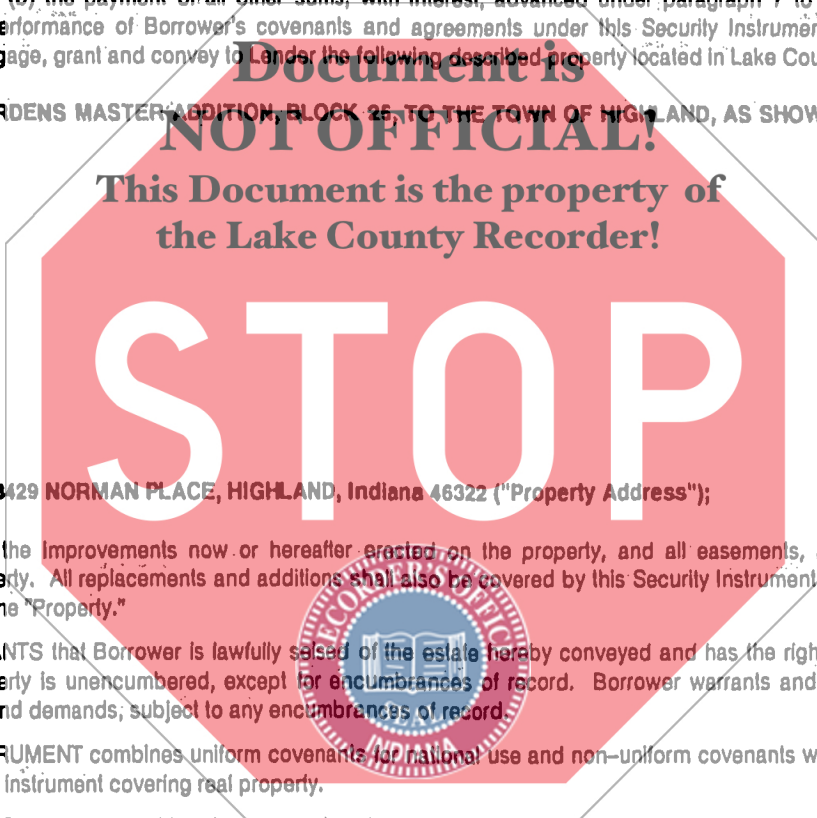 the payment of all other sums, with interest, advanced under paragraph 7 to
erformance of Borrower's covenants and agreements under this Security Instrumen
gage, grant and convey to Lender the following described property located in Lake Cou
Document is
RDENS MASTER ADDITION, BLOCK 26, TO THE TOWN OF HIGHLAND, AS SHOW
NOT OFFICIAL!
This Document is the property of
the Lake County Recorder!
STOP
429 NORMAN PLACE, HIGHLAND, Indiana 46322 ("Property Address");
the improvements now or hereafter erected on the property, and all easements,
erty. All replacements and additions shall also be covered by this Security Instrument
he "Property."
RECORDER'S OFFICE
SEAL
INDIANA
NTS that Borrower is lawfully seised of the estate hereby conveyed and has the righ
erty is unencumbered, except for encumbrances of record. Borrower warrants and
nd demands, subject to any encumbrances of record.
RUMENT combines uniform covenants for national use and non-uniform covenants w
instrument covering real property.